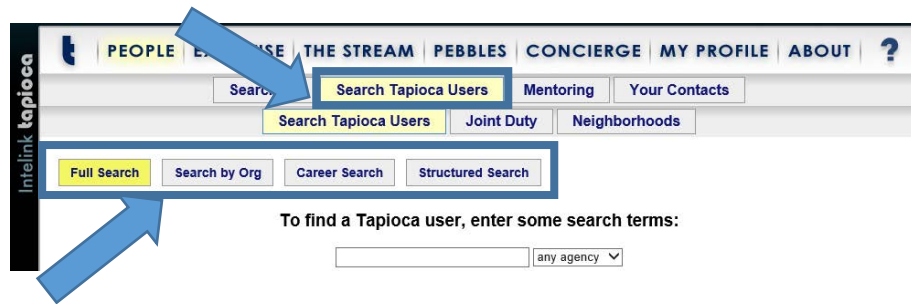 Intelink tapioca
t PEOPLE THE STREAM PEBBLES CONCIERGE MY PROFILE ABOUT ?
Search Tapioca Users Mentoring Your Contacts
Search Tapioca Users Joint Duty Neighborhoods
Full Search Search by Org Career Search Structured Search
To find a Tapioca user, enter some search terms:
any agency